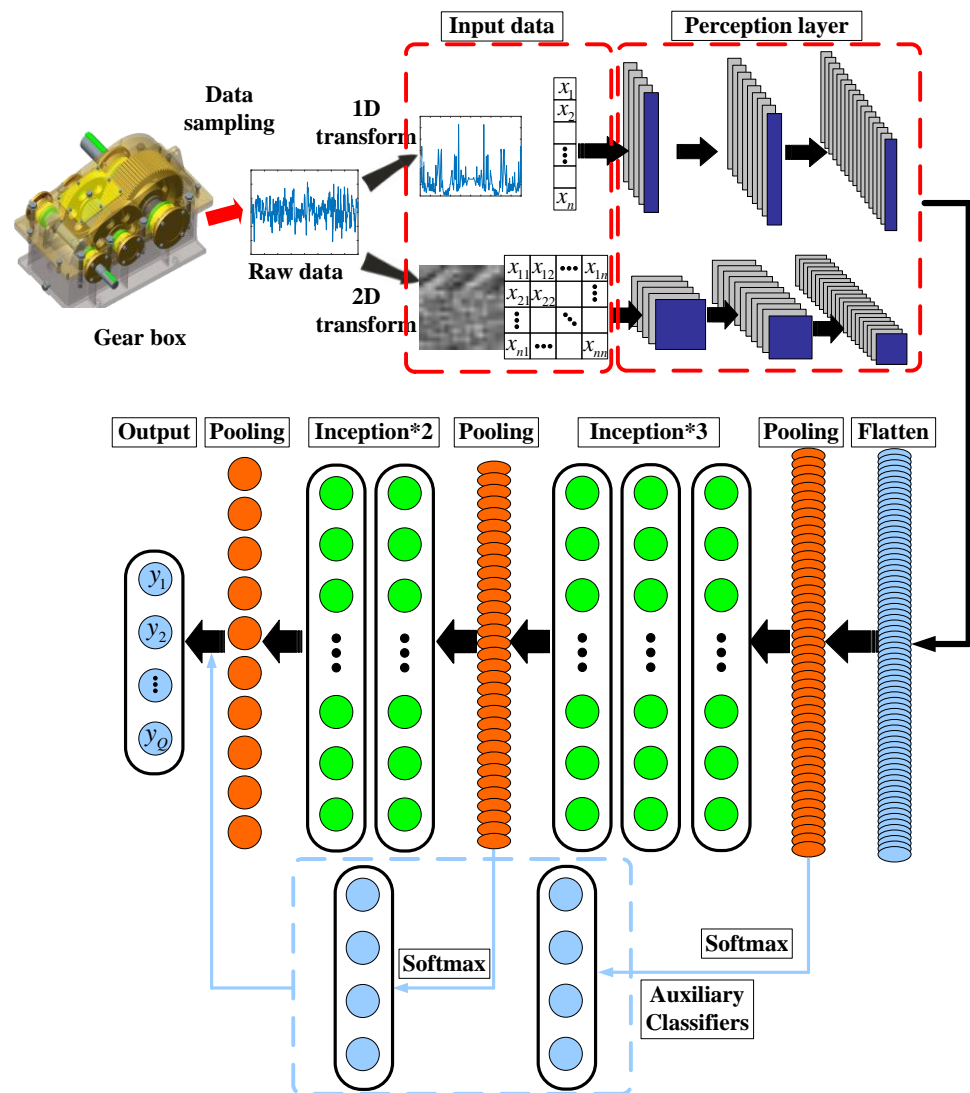 Input data
Perception layer
Data
sampling
1D
transform
x1
x2
⋮
xn
Raw data
2D
transform
x11 x12 ••• x1n
x21 x22 ⋮
⋮ ⋱
xn1 ••• xnn
Gear box
Output
Pooling
Inception*2
Pooling
Inception*3
Pooling
Flatten
y1
y2
⋮
yQ
Softmax
Softmax
Auxiliary
Classifiers